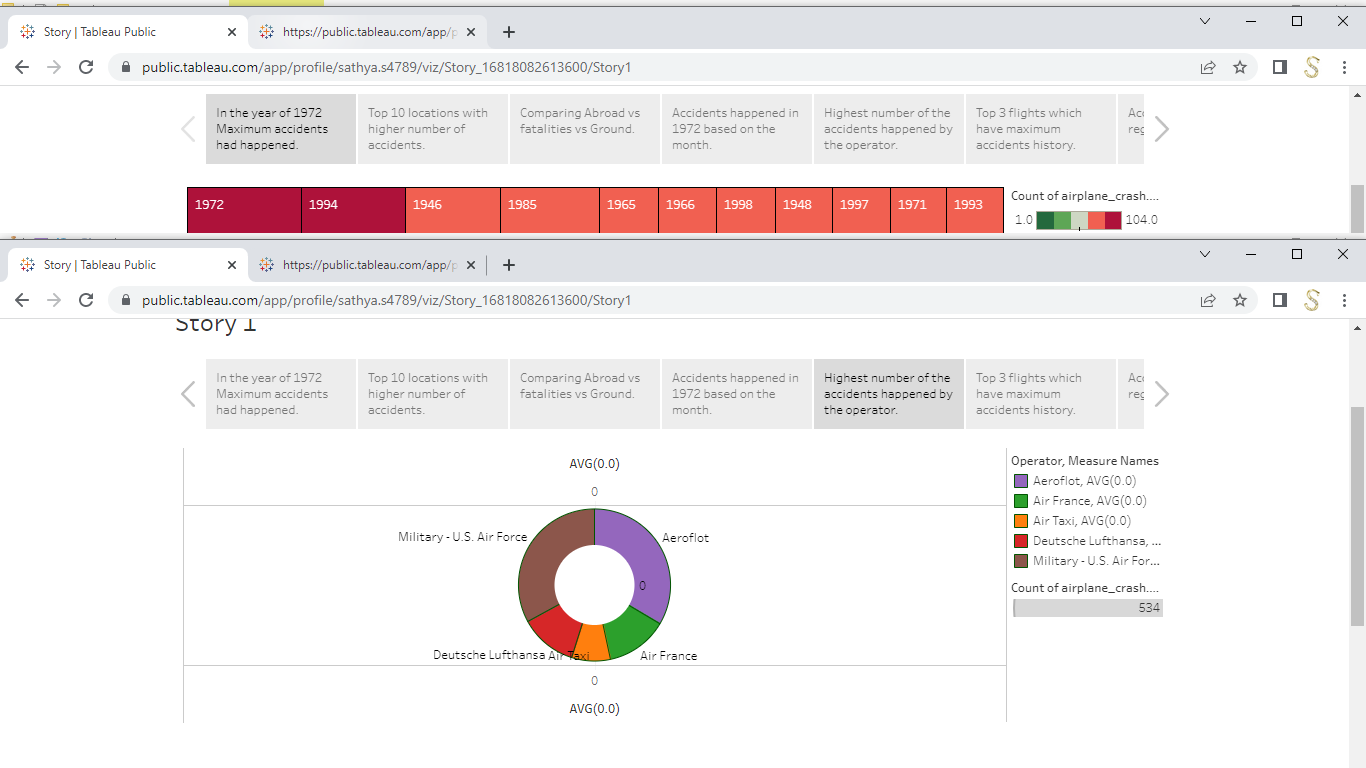 Story | Tableau Public
https://public.tableau.com/app/p
public.tableau.com/app/profile/sathya.s4789/viz/Story_16818082613600/Story1
In the year of 1972
Maximum accidents
had happened.
Top 10 locations with
higher number of
accidents.
Comparing Abroad vs
fatalities vs Ground.
Accidents happened in
1972 based on the
month.
Highest number of the
accidents happened by
the operator.
Top 3 flights which
have maximum
accidents history.
Acc
reg
1972
1994
1946
1985
1965
1966
1998
1948
1997
1971
1993
Count of airplane_crash....
1.0
104.0
Story | Tableau Public
https://public.tableau.com/app/p
public.tableau.com/app/profile/sathya.s4789/viz/Story_16818082613600/Story1
Story 1
In the year of 1972
Maximum accidents
had happened.
Top 10 locations with
higher number of
accidents.
Comparing Abroad vs
fatalities vs Ground.
Accidents happened in
1972 based on the
month.
Highest number of the
accidents happened by
the operator.
Top 3 flights which
have maximum
accidents history.
Acc
reg
AVG(0.0)
0
Military - U.S. Air Force
Aeroflot
0
Deutsche Lufthansa
Air Taxi
Air France
0
AVG(0.0)
Operator, Measure Names
Aeroflot, AVG(0.0)
Air France, AVG(0.0)
Air Taxi, AVG(0.0)
Deutsche Lufthansa, ...
Military - U.S. Air For...
Count of airplane_crash....
534